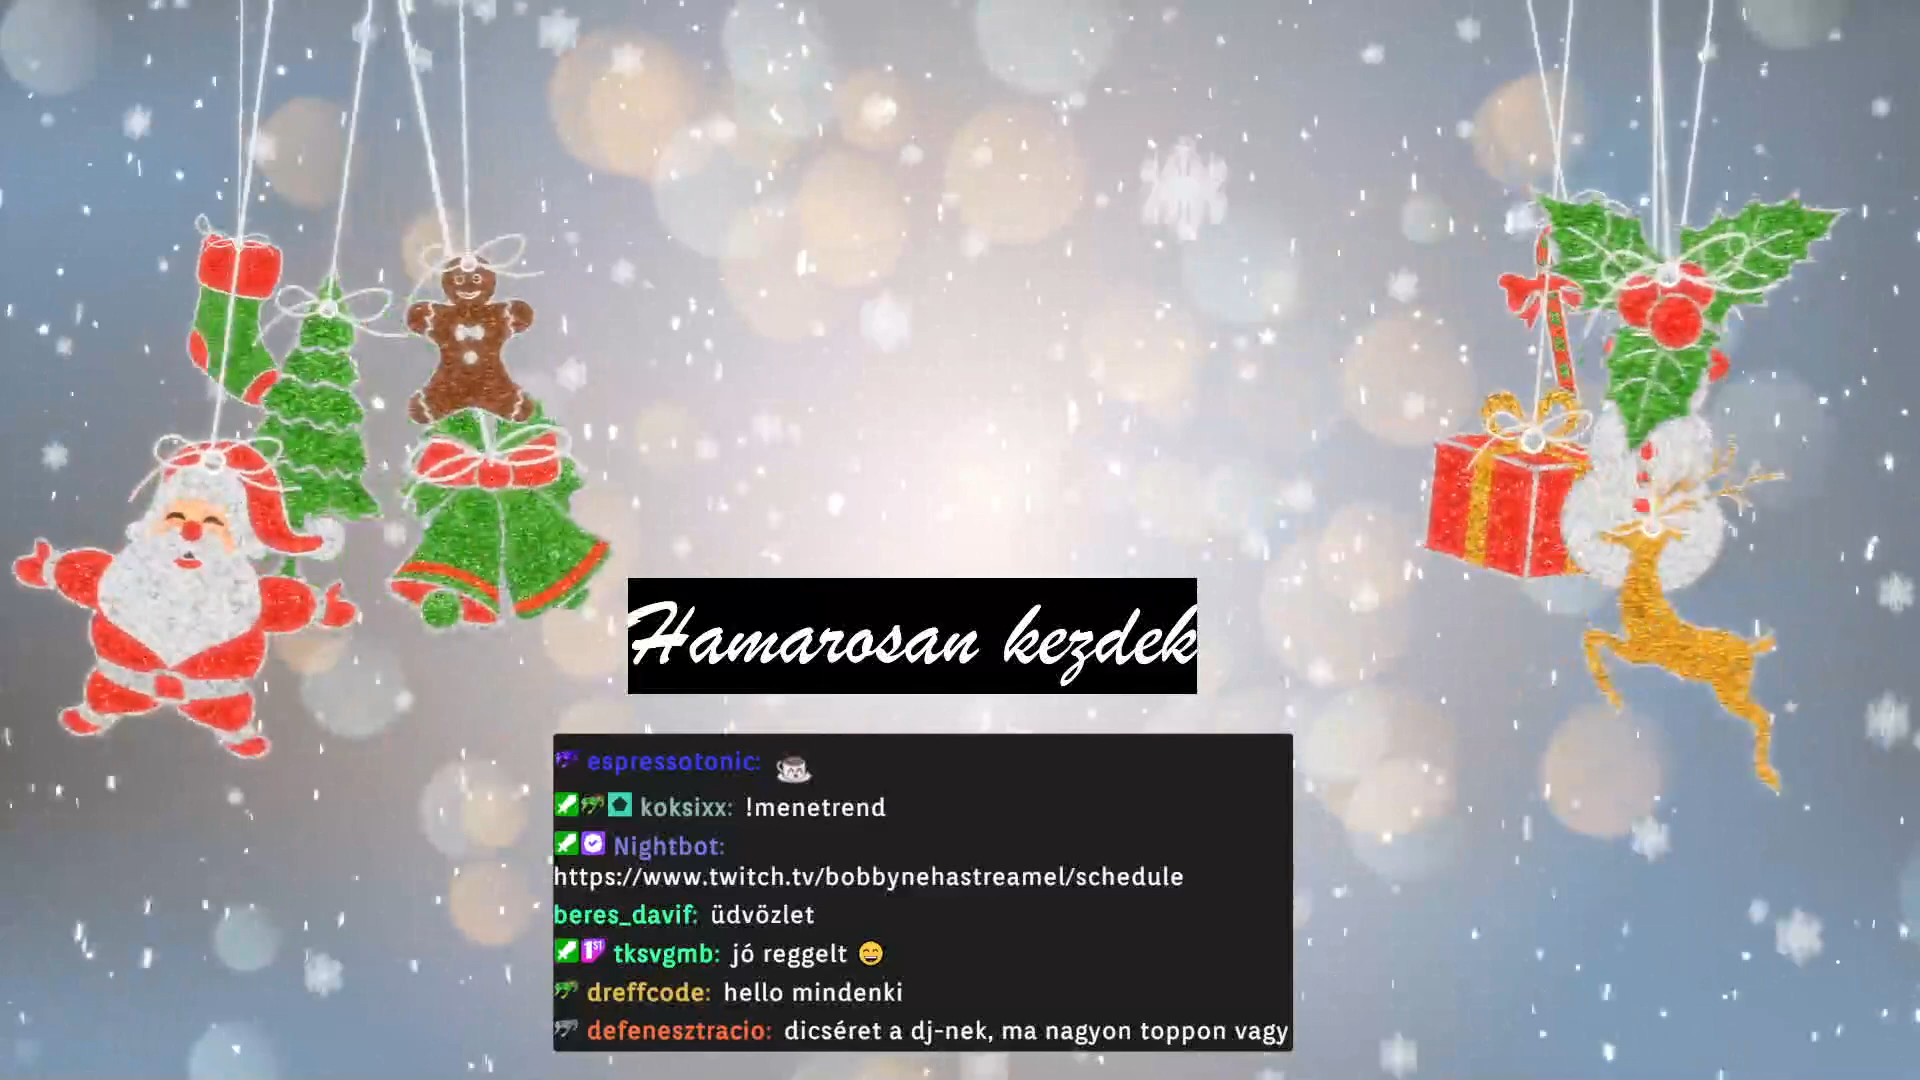 Hamarosan kezdek
espressotonic:
koksixx: !menetrend
Nightbot:
https://www.twitch.tv/bobbynehastreamel/schedule
beres_davif: üdvözlet
1ST tksvgmb: jó reggelt 😄
dreffcode: hello mindenki
defenesztracio: dicséret a dj-nek, ma nagyon toppon vagy